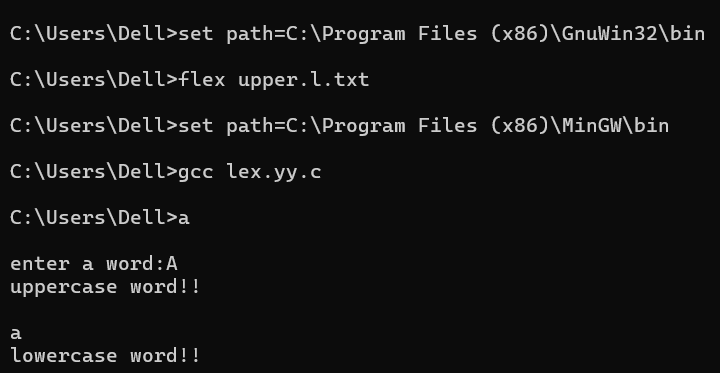 C:\Users\Dell>set path=C:\Program Files (x86)\GnuWin32\bin
C:\Users\Dell>flex upper.l.txt
C:\Users\Dell>set path=C:\Program Files (x86)\MinGW\bin
C:\Users\Dell>gcc lex.yy.c
C:\Users\Dell>a
enter a word:A
uppercase word!!
a
lowercase word!!